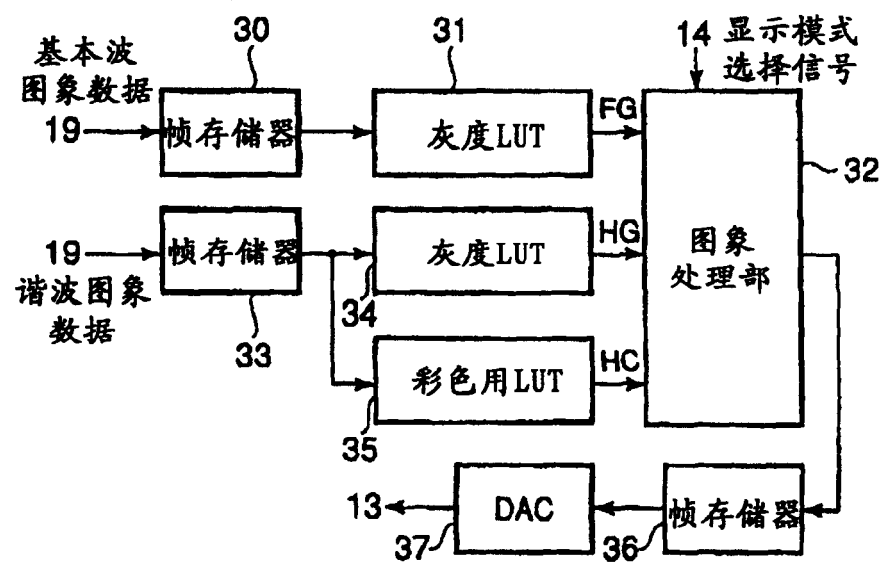 30
31
14 显示模式
选择信号
基本波
图象数据
19
帧存储器
灰度LUT
FG
32
19
帧存储器
灰度LUT
HG
图象
处理部
谐波图象
数据
33
34
彩色用LUT
HC
35
13
DAC
帧存储器
37
36